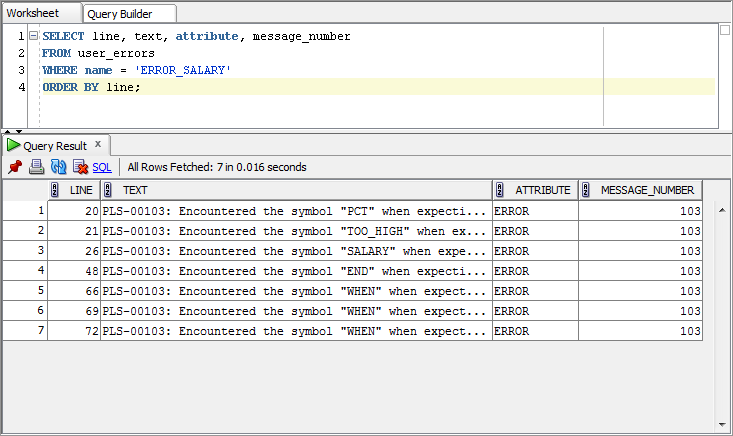 Worksheet Query Builder
1 SELECT line, text, attribute, message_number
2 FROM user_errors
3 WHERE name = 'ERROR_SALARY'
4 ORDER BY line;
Query Result x
SQL | All Rows Fetched: 7 in 0.016 seconds
LINE TEXT ATTRIBUTE MESSAGE_NUMBER
1 20 PLS-00103: Encountered the symbol "PCT" when expecti... ERROR 103
2 21 PLS-00103: Encountered the symbol "TOO_HIGH" when ex... ERROR 103
3 26 PLS-00103: Encountered the symbol "SALARY" when expe... ERROR 103
4 48 PLS-00103: Encountered the symbol "END" when expecti... ERROR 103
5 66 PLS-00103: Encountered the symbol "WHEN" when expect... ERROR 103
6 69 PLS-00103: Encountered the symbol "WHEN" when expect... ERROR 103
7 72 PLS-00103: Encountered the symbol "WHEN" when expect... ERROR 103